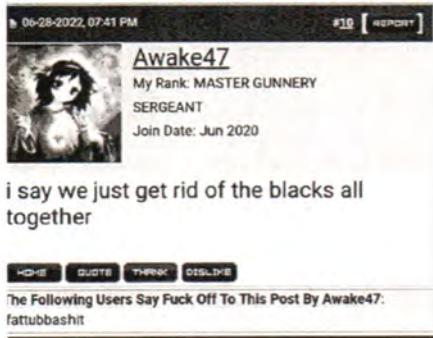 06-28-2022, 07:41 PM #10 [REPORT]
Awake47
My Rank: MASTER GUNNERY
SERGEANT
Join Date: Jun 2020
i say we just get rid of the blacks all
together
HOME QUOTE THANK DISLIKE
The Following Users Say Fuck Off To This Post By Awake47:
fattubbashit